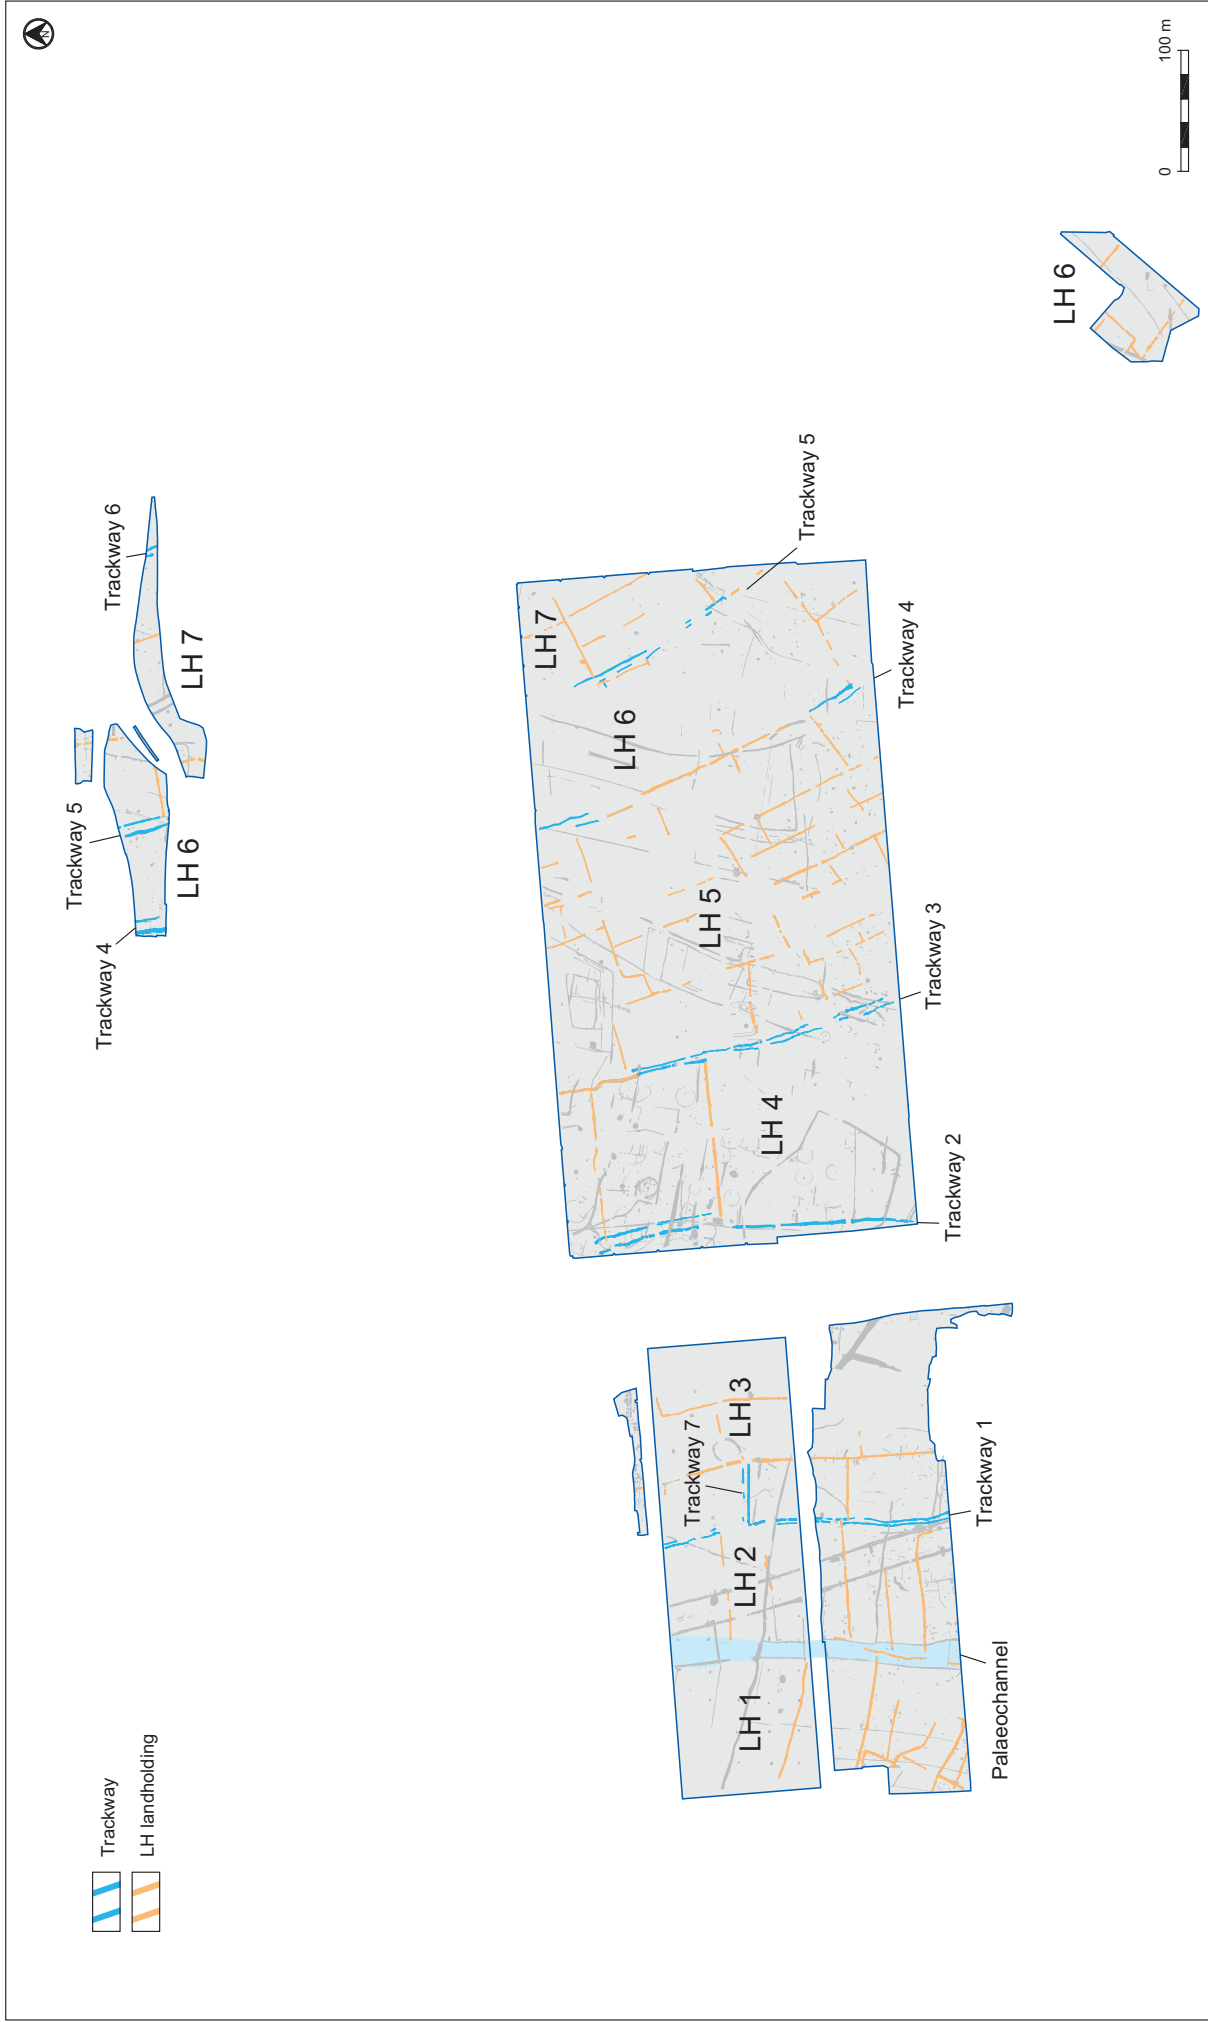 N
Trackway
LH landholding
Trackway 4
Trackway 5
LH 6
Trackway 6
LH 7
LH 1
LH 2
Trackway 7
LH 3
LH 4
LH 5
LH 6
LH 7
Palaeochannel
Trackway 1
Trackway 2
Trackway 3
Trackway 4
Trackway 5
LH 6
0
100 m